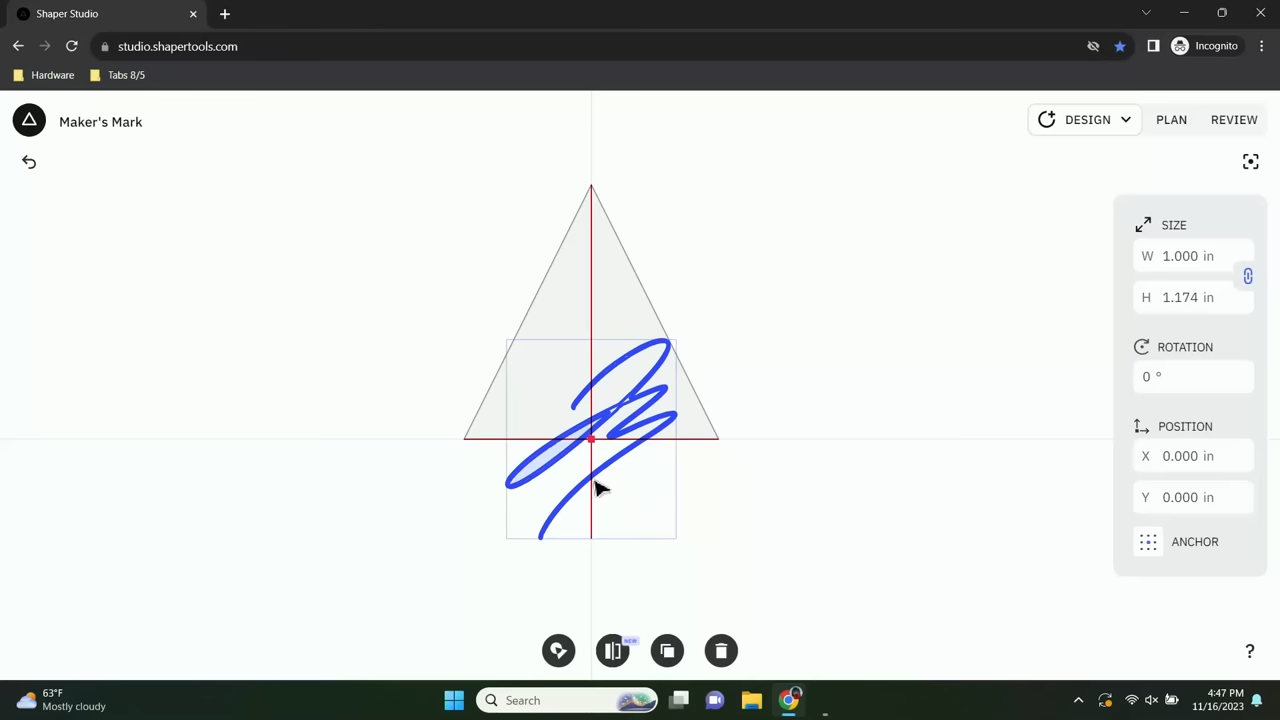 Shaper Studio
studio.shapertools.com
Incognito
Hardware
Tabs 8/5
Maker's Mark
DESIGN
PLAN
REVIEW
SIZE
W 1.000 in
H 1.174 in
ROTATION
0 °
POSITION
X 0.000 in
Y 0.000 in
ANCHOR
NEW
?
63°F
Mostly cloudy
Search
4:47 PM
11/16/2023